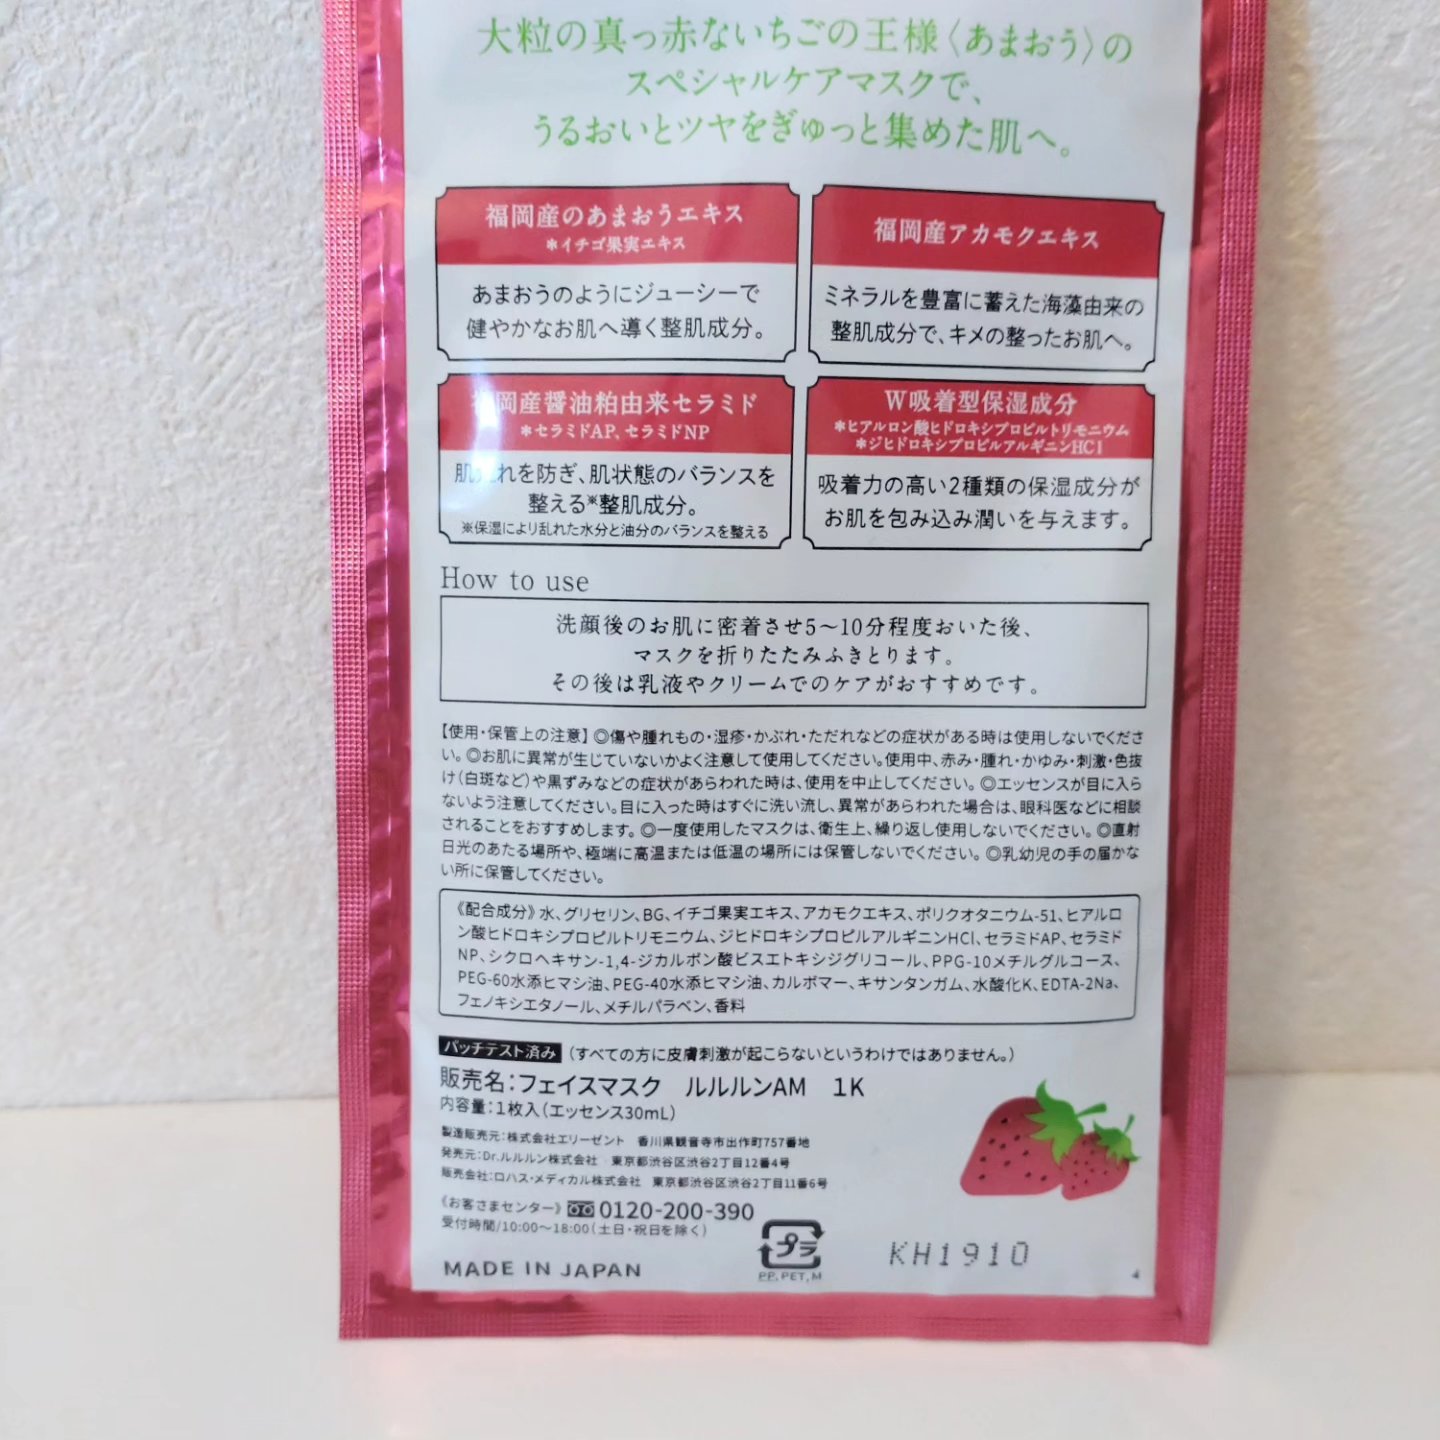 大粒の真っ赤ないちごの王様〈あまおう〉の
スペシャルケアマスクで、
うるおいとツヤをぎゅっと集めた肌へ。
福岡産のあまおうエキス
＊イチゴ果実エキス
あまおうのようにジューシーで
健やかなお肌へ導く整肌成分。
福岡産アカモクエキス
ミネラルを豊富に蓄えた海藻由来の
整肌成分で、キメの整ったお肌へ。
岡産醤油粕由来セラミド
＊セラミドAP、セラミドNP
肌 れを防ぎ、肌状態のバランスを
整える※整肌成分。
※保湿により乱れた水分と油分のバランスを整える
W吸着型保湿成分
＊ヒアルロン酸ヒドロキシプロピルトリモニウム
＊ジヒドロキシプロピルアルギニンHCl
吸着力の高い2種類の保湿成分が
お肌を包み込み潤いを与えます。
How to use
洗顔後のお肌に密着させ5～10分程度おいた後、
マスクを折りたたみふきとります。
その後は乳液やクリームでのケアがおすすめです。
【使用・保管上の注意】◎傷や腫れもの・湿疹・かぶれ・ただれなどの症状がある時は使用しないでくださ
い。◎お肌に異常が生じていないかよく注意して使用してください。使用中、赤み・腫れ・かゆみ・刺激・色抜
け（白斑など）や黒ずみなどの症状があらわれた時は、使用を中止してください。◎エッセンスが目に入ら
ないよう注意してください。目に入った時はすぐに洗い流し、異常があらわれた場合は、眼科医などに相談
されることをおすすめします。◎一度使用したマスクは、衛生上、繰り返し使用しないでください。◎直射
日光のあたる場所や、極端に高温または低温の場所には保管しないでください。◎乳幼児の手の届かな
い所に保管してください。
《配合成分》水、グリセリン、BG、イチゴ果実エキス、アカモクエキス、ポリクオタニウム-51、ヒアルロ
ン酸ヒドロキシプロピルトリモニウム、ジヒドロキシプロピルアルギニンHCl、セラミドAP、セラミド
NP、シクロヘキサン-1,4-ジカルボン酸ビスエトキシジグリコール、PPG-10メチルグルコース、
PEG-60水添ヒマシ油、PEG-40水添ヒマシ油、カルボマー、キサンタンガム、水酸化K、EDTA-2Na、
フェノキシエタノール、メチルパラベン、香料
パッチテスト済み（すべての方に皮膚刺激が起こらないというわけではありません。）
販売名：フェイスマスク ルルルンAM 1K
内容量：1枚入（エッセンス30mL）
製造販売元：株式会社エリーゼント 香川県観音寺市出作町757番地
発売元：Dr.ルルルン株式会社 東京都渋谷区渋谷2丁目12番4号
販売会社：ロハス・メディカル株式会社 東京都渋谷区渋谷2丁目11番6号
《お客さまセンター》0120-200-390
受付時間/10:00～18:00（土日・祝日を除く）
MADE IN JAPAN
プラ
PP, PET, M
KH1910
4